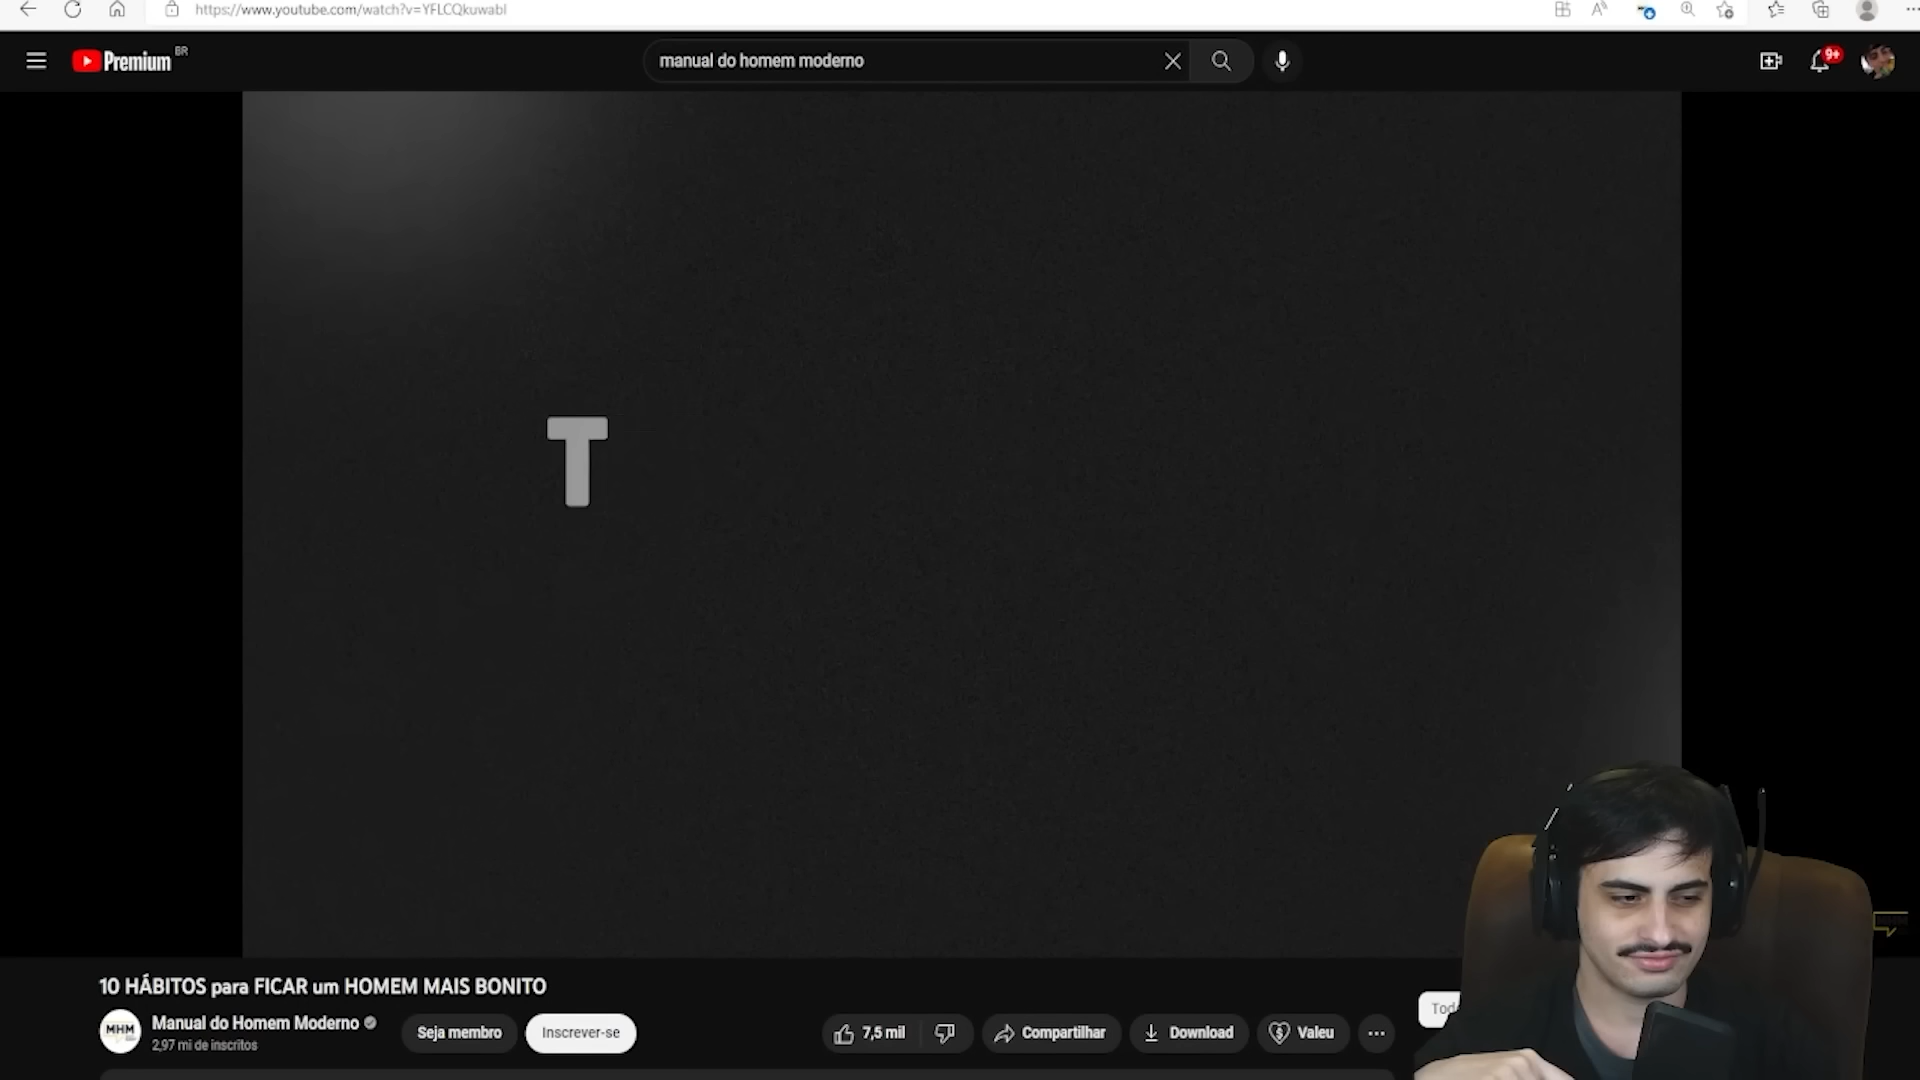 https://www.youtube.com/watch?v=YFLCQkuwabI
Premium BR
manual do homem moderno
9+
T
10 HÁBITOS para FICAR um HOMEM MAIS BONITO
MHM
Manual do Homem Moderno
2,97 mi de inscritos
Seja membro
Inscrever-se
7,5 mil
Compartilhar
Download
Valeu